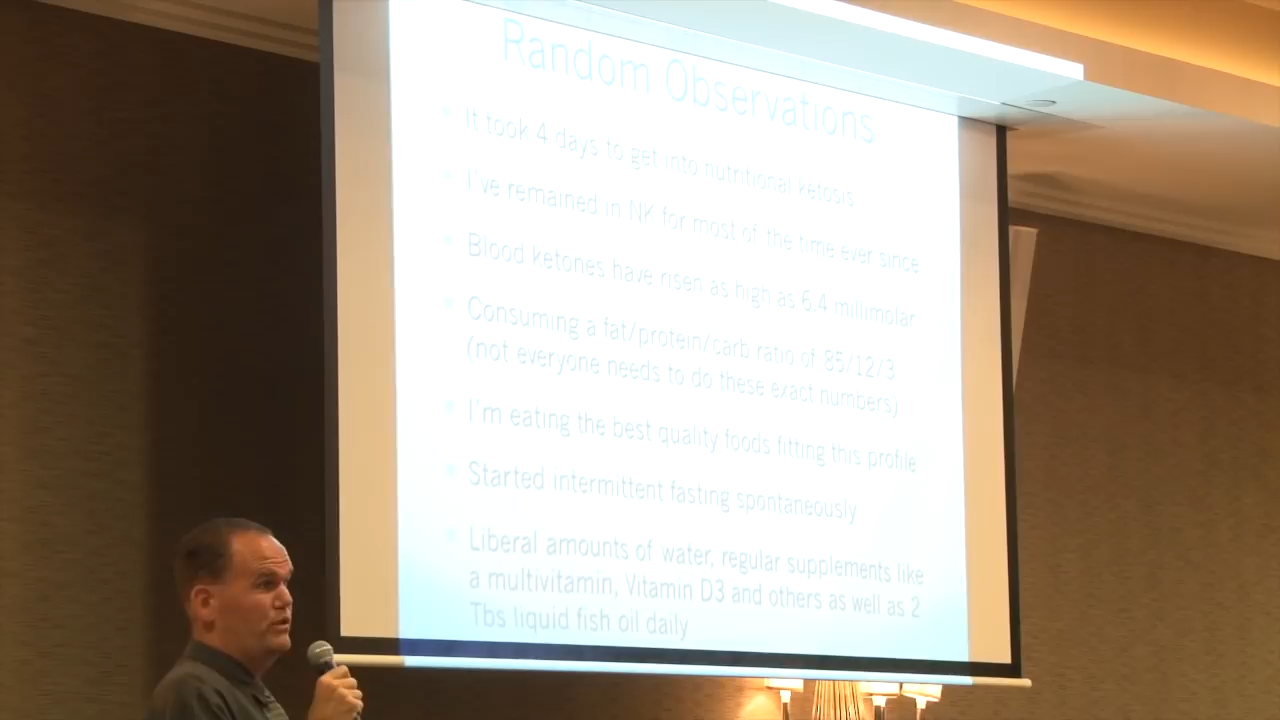 Random Observations
It took 4 days to get into nutritional ketosis
I've remained in NK for most of the time ever since
Blood ketones have risen as high as 6.4 millimolar
Consuming a fat/protein/carb ratio of 85/12/3
(not everyone needs to do these exact numbers)
I'm eating the best quality foods fitting this profile
Started intermittent fasting spontaneously
Liberal amounts of water, regular supplements like
a multivitamin, Vitamin D3 and others as well as 2
Tbs liquid fish oil daily